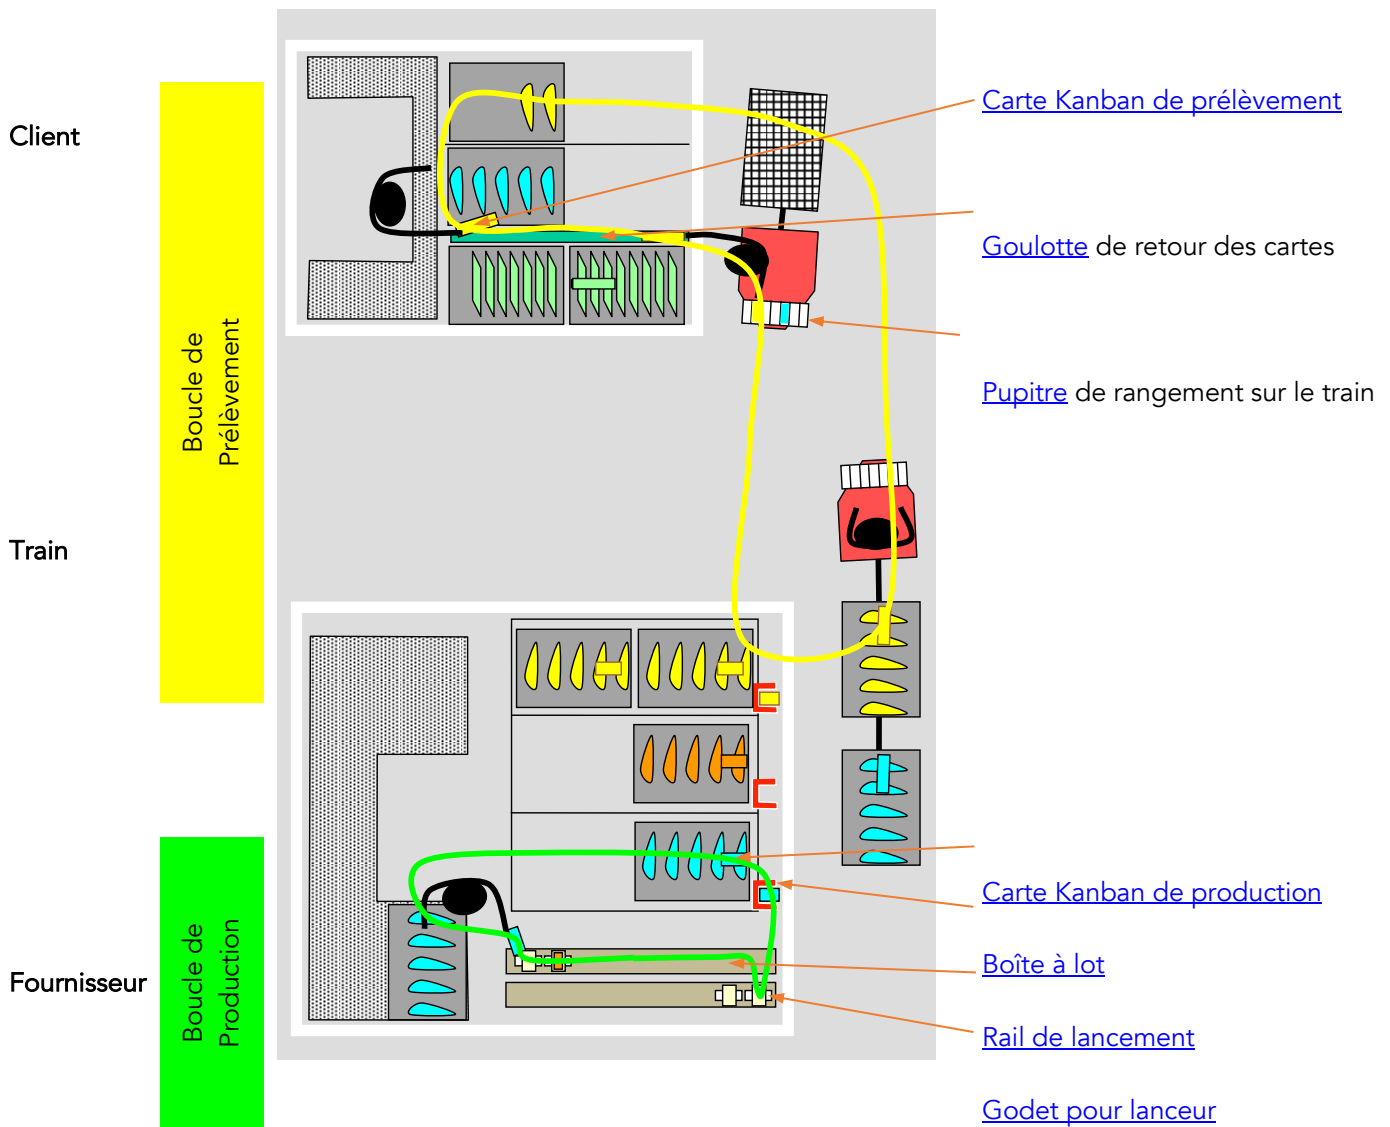 Client
Carte Kanban de prélèvement
Goulotte de retour des cartes
Boucle de
Prélèvement
Pupitre de rangement sur le train
Train
Carte Kanban de production
Boucle de
Production
Boîte à lot
Fournisseur
Rail de lancement
Godet pour lanceur